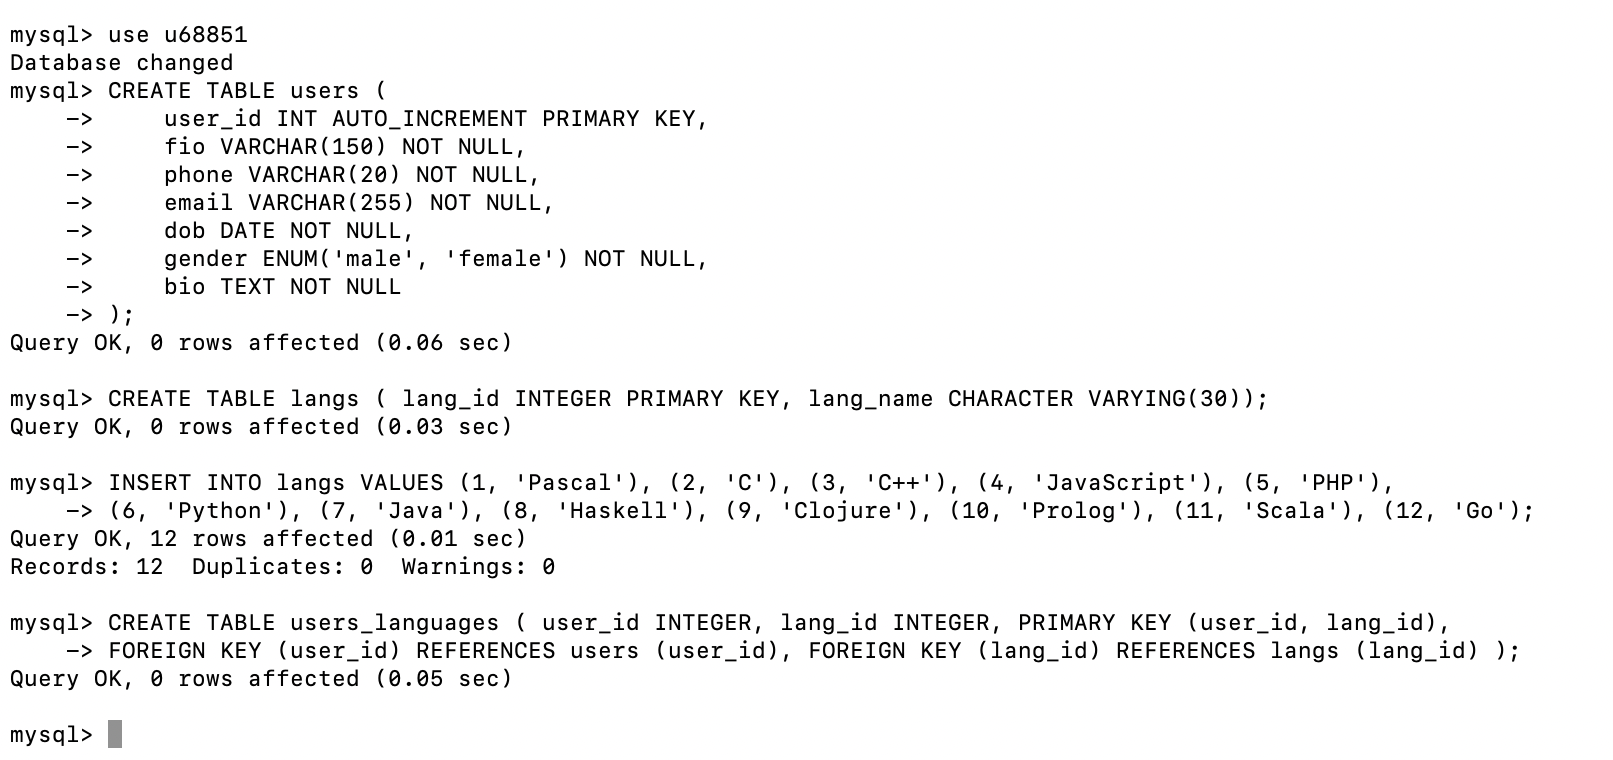 mysql> use u68851
Database changed
mysql> CREATE TABLE users (
    ->     user_id INT AUTO_INCREMENT PRIMARY KEY,
    ->     fio VARCHAR(150) NOT NULL,
    ->     phone VARCHAR(20) NOT NULL,
    ->     email VARCHAR(255) NOT NULL,
    ->     dob DATE NOT NULL,
    ->     gender ENUM('male', 'female') NOT NULL,
    ->     bio TEXT NOT NULL
    -> );
Query OK, 0 rows affected (0.06 sec)

mysql> CREATE TABLE langs ( lang_id INTEGER PRIMARY KEY, lang_name CHARACTER VARYING(30));
Query OK, 0 rows affected (0.03 sec)

mysql> INSERT INTO langs VALUES (1, 'Pascal'), (2, 'C'), (3, 'C++'), (4, 'JavaScript'), (5, 'PHP'),
    -> (6, 'Python'), (7, 'Java'), (8, 'Haskell'), (9, 'Clojure'), (10, 'Prolog'), (11, 'Scala'), (12, 'Go');
Query OK, 12 rows affected (0.01 sec)
Records: 12  Duplicates: 0  Warnings: 0

mysql> CREATE TABLE users_languages ( user_id INTEGER, lang_id INTEGER, PRIMARY KEY (user_id, lang_id),
    -> FOREIGN KEY (user_id) REFERENCES users (user_id), FOREIGN KEY (lang_id) REFERENCES langs (lang_id) );
Query OK, 0 rows affected (0.05 sec)

mysql>